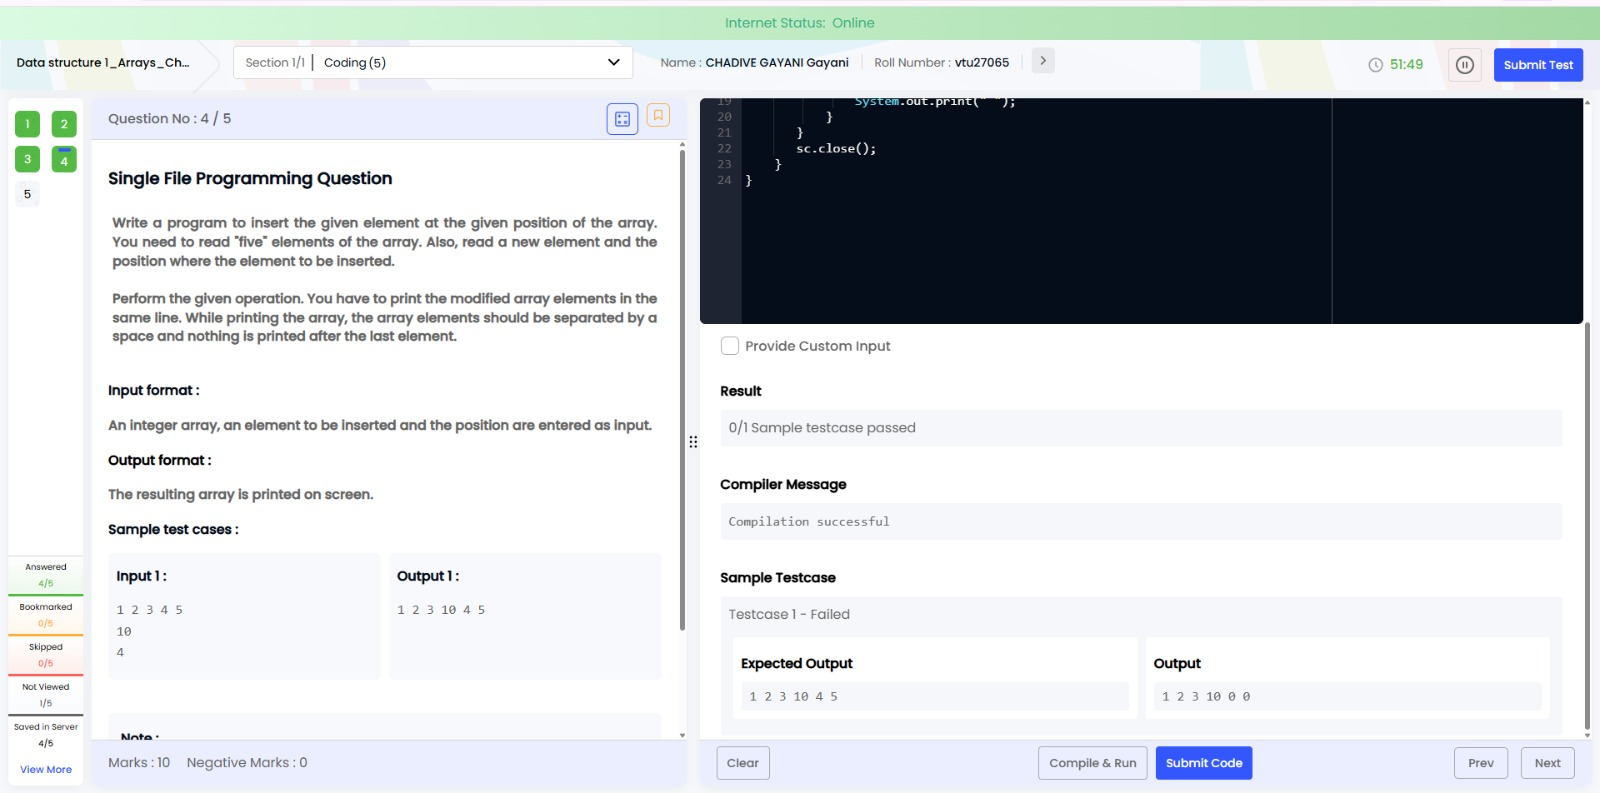 Internet Status: Online
Data structure 1_Arrays_Ch...
Section 1/1 | Coding (5)
Name : CHADIVE GAYANI Gayani
Roll Number : vtu27065
51:49
Submit Test
1 2
3 4
5
Question No : 4 / 5
Single File Programming Question
Write a program to insert the given element at the given position of the array.
You need to read "five" elements of the array. Also, read a new element and the
position where the element to be inserted.
Perform the given operation. You have to print the modified array elements in the
same line. While printing the array, the array elements should be separated by a
space and nothing is printed after the last element.
Input format :
An integer array, an element to be inserted and the position are entered as input.
Output format :
The resulting array is printed on screen.
Sample test cases :
Input 1 :
1 2 3 4 5
10
4
Output 1 :
1 2 3 10 4 5
Note :
Marks : 10 Negative Marks : 0
Answered
4/5
Bookmarked
0/5
Skipped
0/5
Not Viewed
1/5
Saved in Server
4/5
View More
19 System.out.print(" ");
20 }
21 }
22 sc.close();
23 }
24 }
Provide Custom Input
Result
0/1 Sample testcase passed
Compiler Message
Compilation successful
Sample Testcase
Testcase 1 - Failed
Expected Output
1 2 3 10 4 5
Output
1 2 3 10 0 0
Clear
Compile & Run
Submit Code
Prev
Next